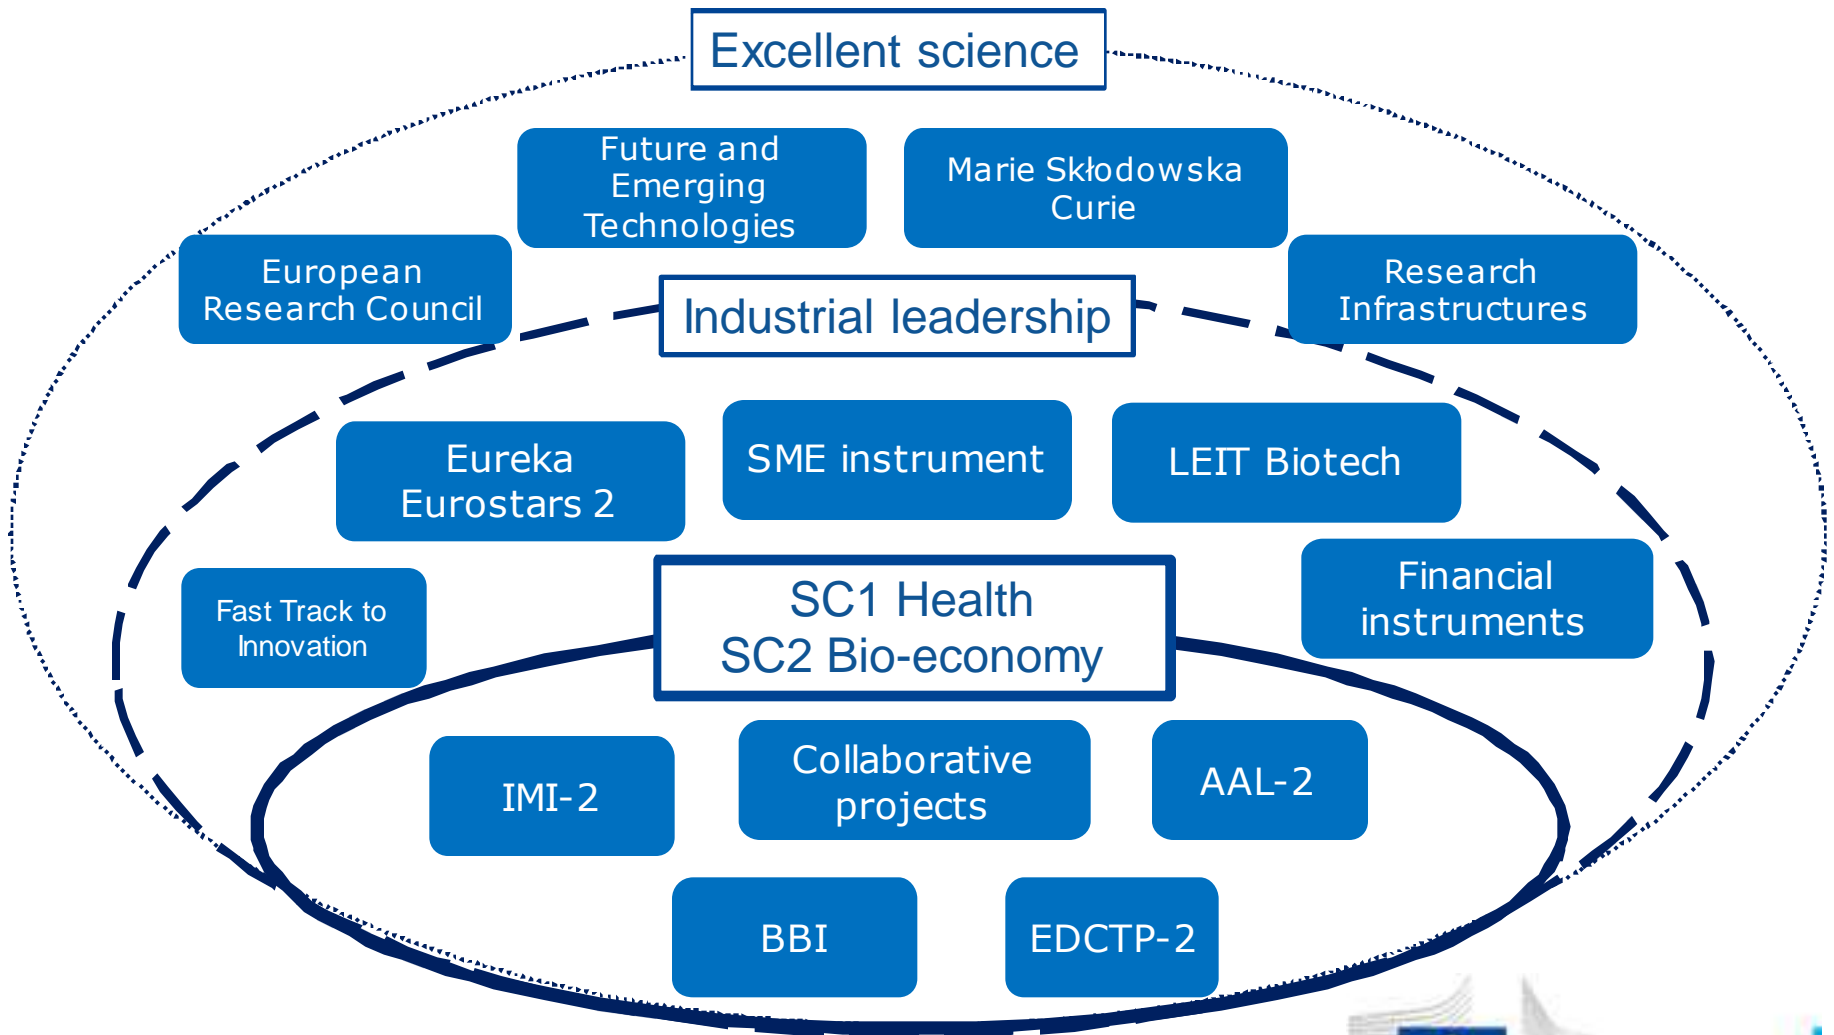 Excellent science
Future and
Emerging
Technologies
Marie Skłodowska
Curie
European
Research Council
Research
Infrastructures
Industrial leadership
Eureka
Eurostars 2
SME instrument
LEIT Biotech
Fast Track to
Innovation
SC1 Health
SC2 Bio-economy
Financial
instruments
IMI-2
Collaborative
projects
AAL-2
BBI
EDCTP-2